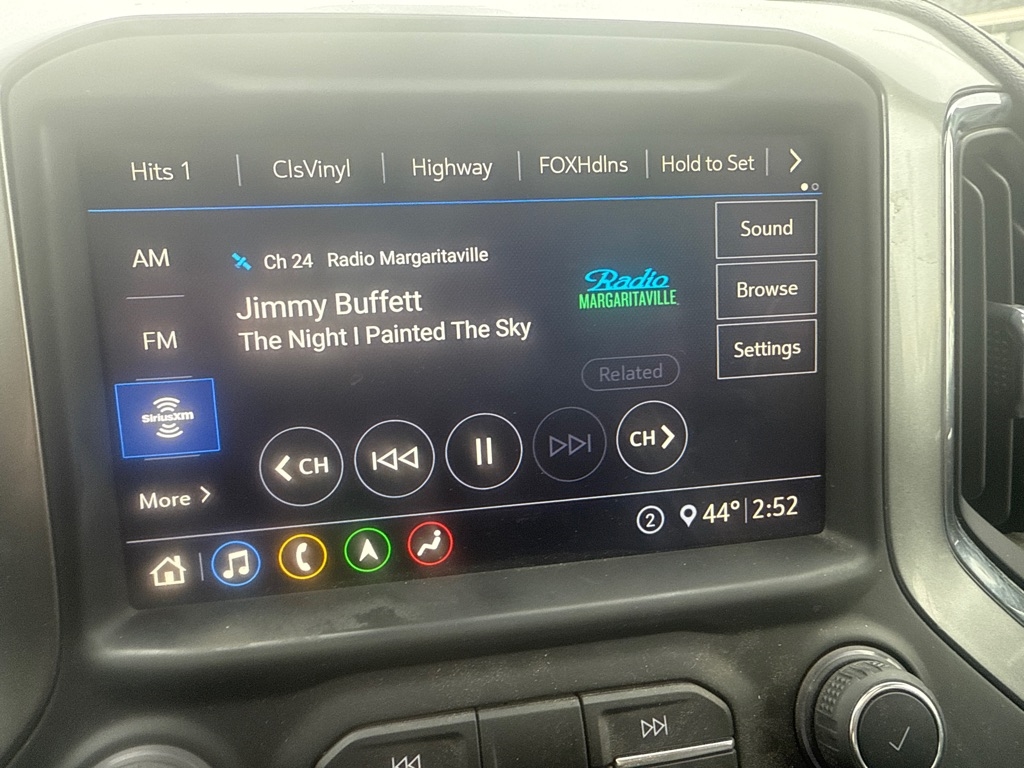 Hits 1
ClsVinyl
Highway
FOXHdlns
Hold to Set
AM
FM
SiriusXM
More
Ch 24 Radio Margaritaville
Jimmy Buffett
The Night I Painted The Sky
Radio
MARGARITAVILLE
Related
Sound
Browse
Settings
CH
CH
2
44° 2:52